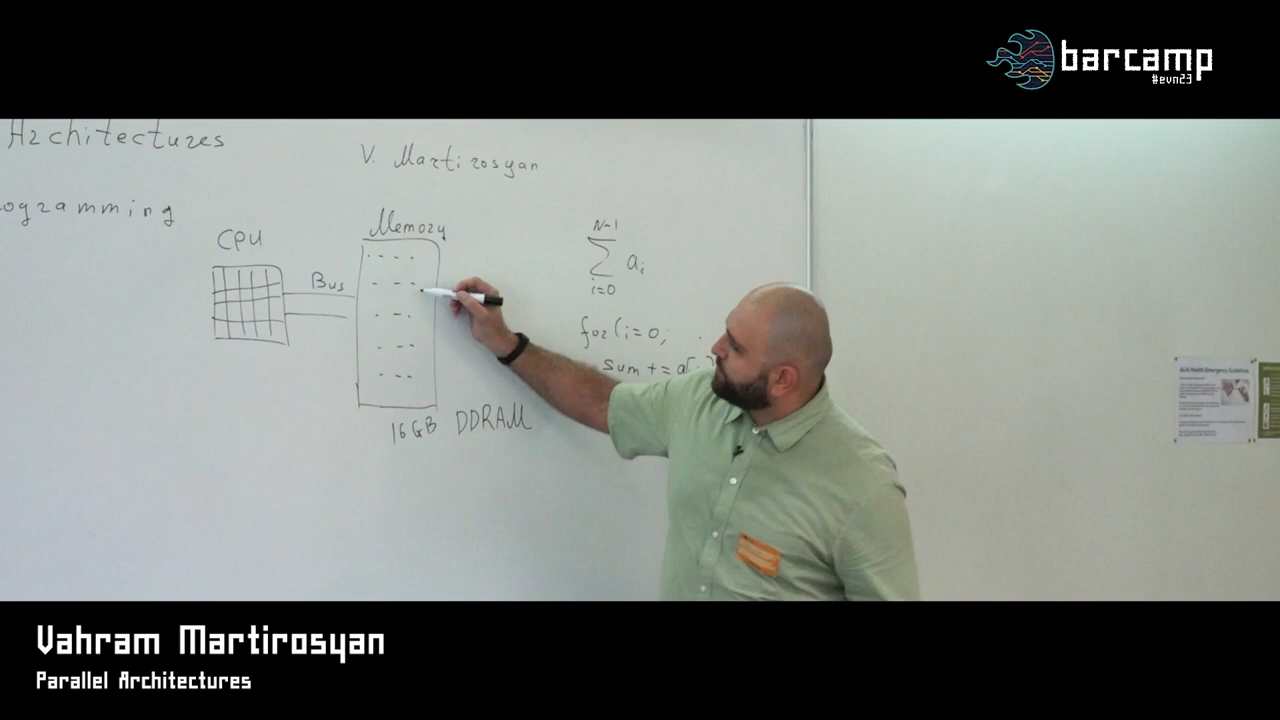 barcamp
#evn23
Architectures
V. Martirosyan
ogramming
Memory
CPU
Bus
N-1
∑ ai
i=0
for(i=0;
sum += a[
16GB DDRAM
Vahram Martirosyan
Parallel Architectures